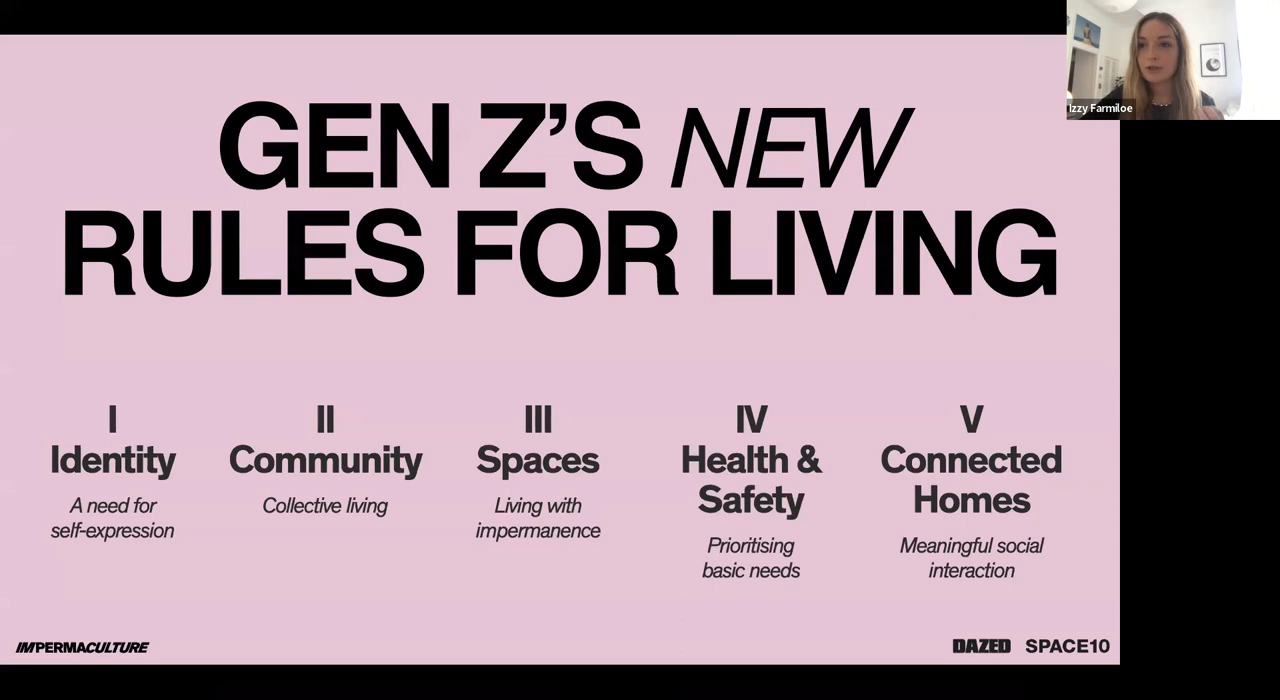 Izzy Farmiloe
GEN Z'S NEW
RULES FOR LIVING
I
Identity
A need for
self-expression
II
Community
Collective living
III
Spaces
Living with
impermanence
IV
Health &
Safety
Prioritising
basic needs
V
Connected
Homes
Meaningful social
interaction
IMPERMACULTURE
DAZED SPACE10